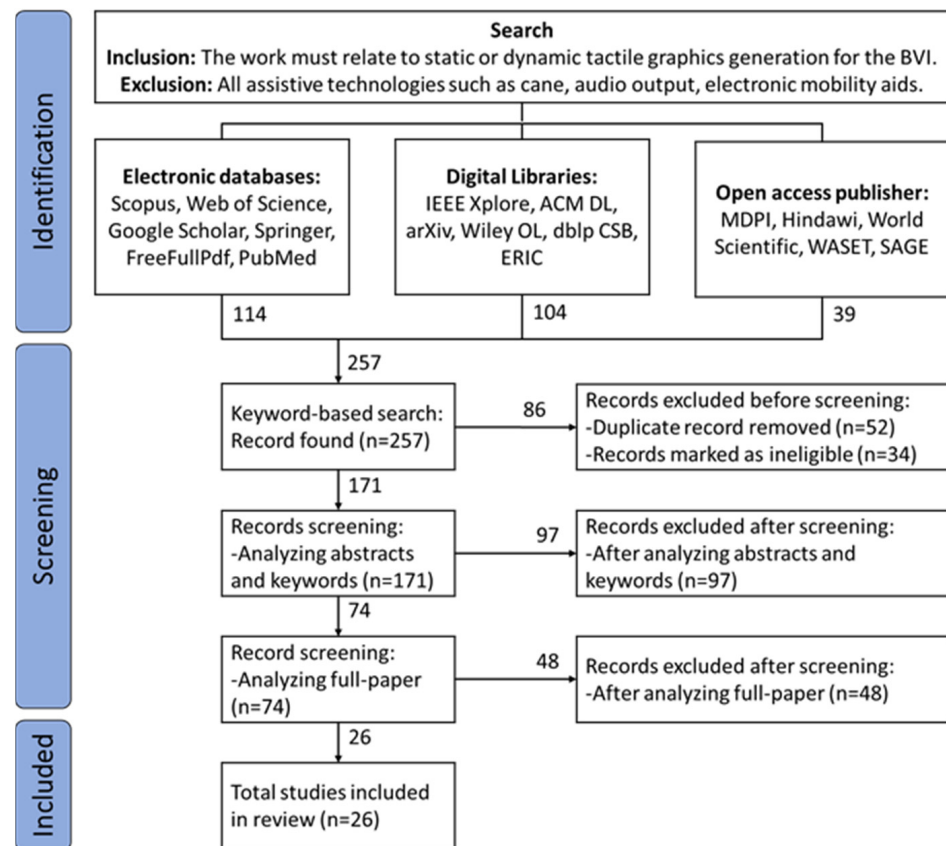 Identification
Search
Inclusion: The work must relate to static or dynamic tactile graphics generation for the BVI.
Exclusion: All assistive technologies such as cane, audio output, electronic mobility aids.
Electronic databases:
Scopus, Web of Science,
Google Scholar, Springer,
FreeFullPdf, PubMed
Digital Libraries:
IEEE Xplore, ACM DL,
arXiv, Wiley OL, dblp CSB,
ERIC
Open access publisher:
MDPI, Hindawi, World
Scientific, WASET, SAGE
114
104
39
Screening
257
Keyword-based search:
Record found (n=257)
86
Records excluded before screening:
-Duplicate record removed (n=52)
-Records marked as ineligible (n=34)
171
Records screening:
-Analyzing abstracts
and keywords (n=171)
97
Records excluded after screening:
-After analyzing abstracts and
keywords (n=97)
74
Record screening:
-Analyzing full-paper
(n=74)
48
Records excluded after screening:
-After analyzing full-paper (n=48)
Included
26
Total studies included
in review (n=26)